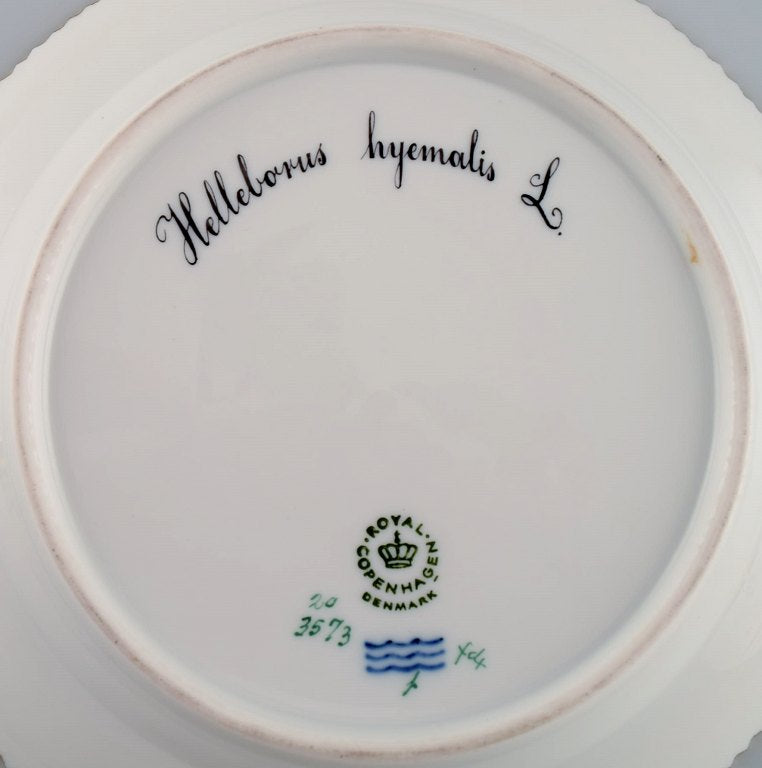 Helleborus hyemalis L.
ROYAL COPENHAGEN
DENMARK
20
3573